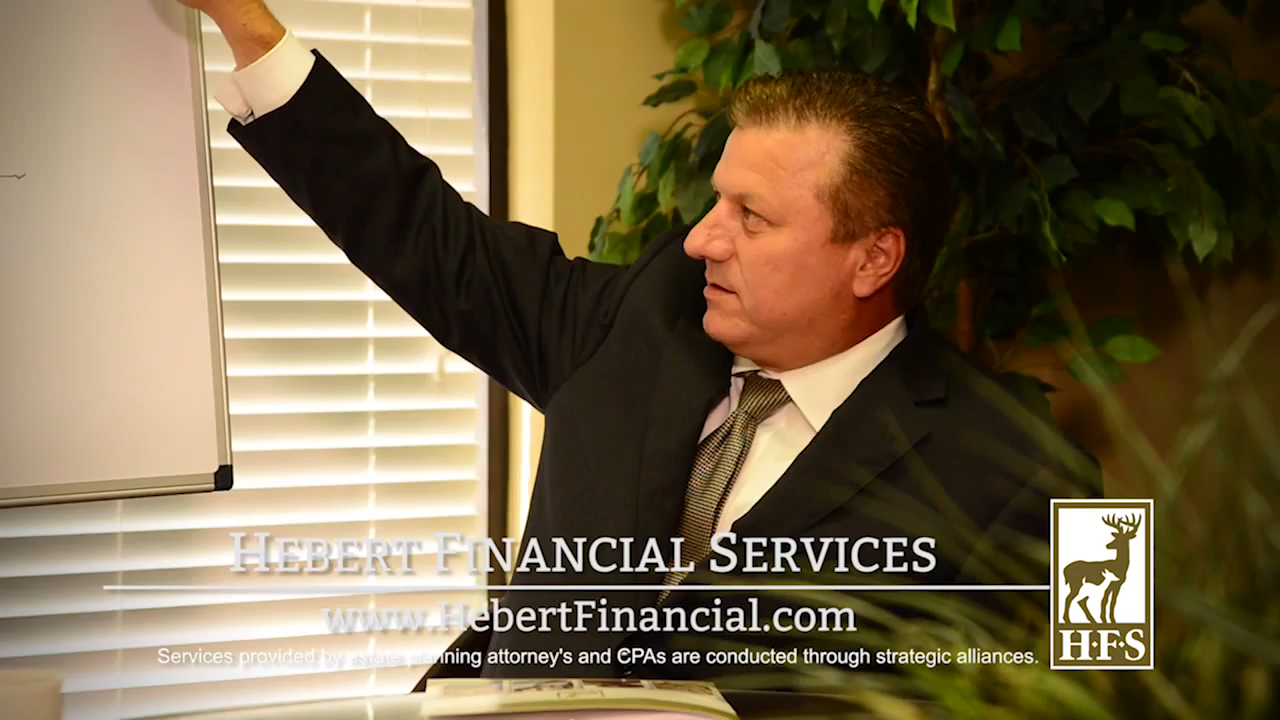 HEBERT FINANCIAL SERVICES
www.HebertFinancial.com
Services provided by estate planning attorney's and CPAs are conducted through strategic alliances.
H·F·S